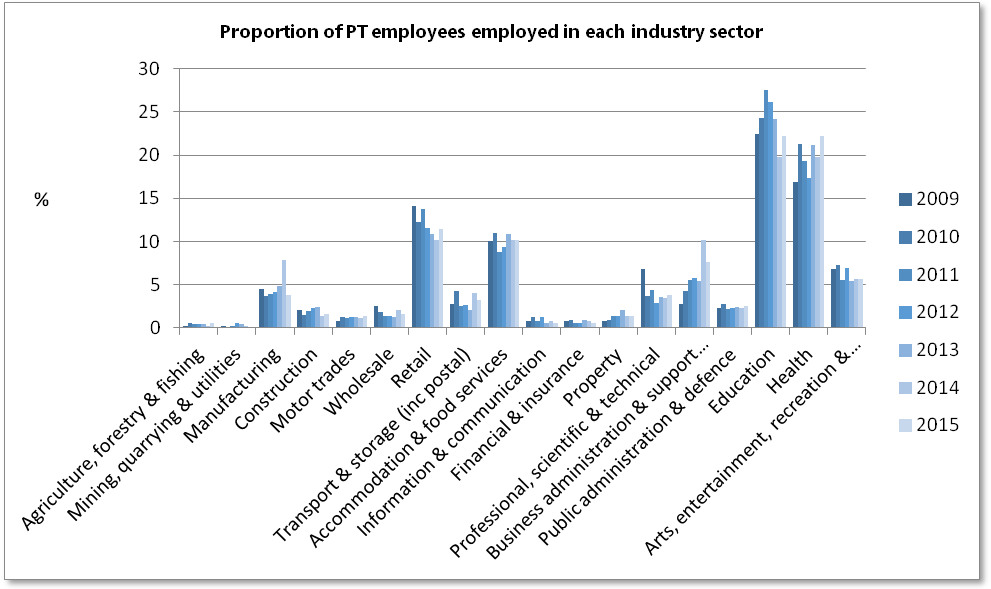 Proportion of PT employees employed in each industry sector
30
25
20
15
10
5
0
%
Agriculture, forestry & fishing
Mining, quarrying & utilities
Manufacturing
Construction
Motor trades
Wholesale
Retail
Transport & storage (inc postal)
Accommodation & food services
Information & communication
Financial & insurance
Property
Professional, scientific & technical
Business administration & support...
Public administration & defence
Education
Health
Arts, entertainment, recreation &...
2009
2010
2011
2012
2013
2014
2015